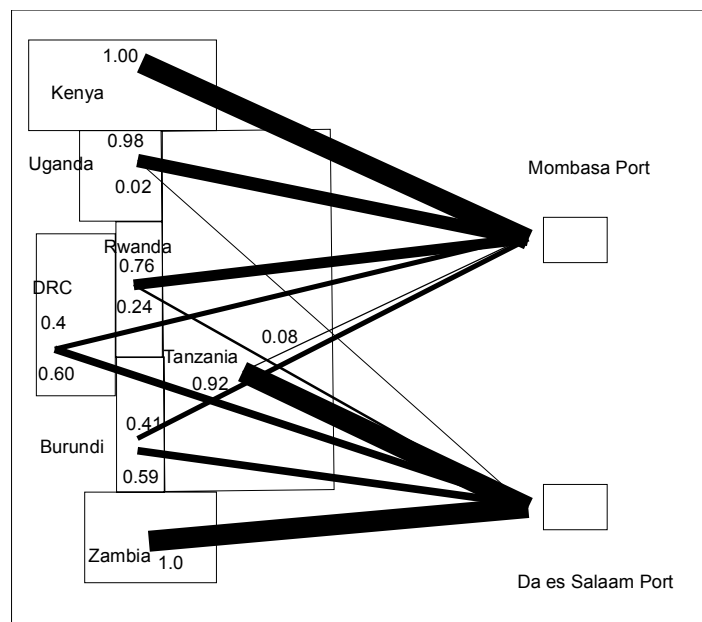 1.00
Kenya
0.98
Uganda
Mombasa Port
0.02
Rwanda
0.76
DRC
0.24
0.4
0.08
Tanzania
0.60
0.92
0.41
Burundi
0.59
Zambia
1.0
Da es Salaam Port